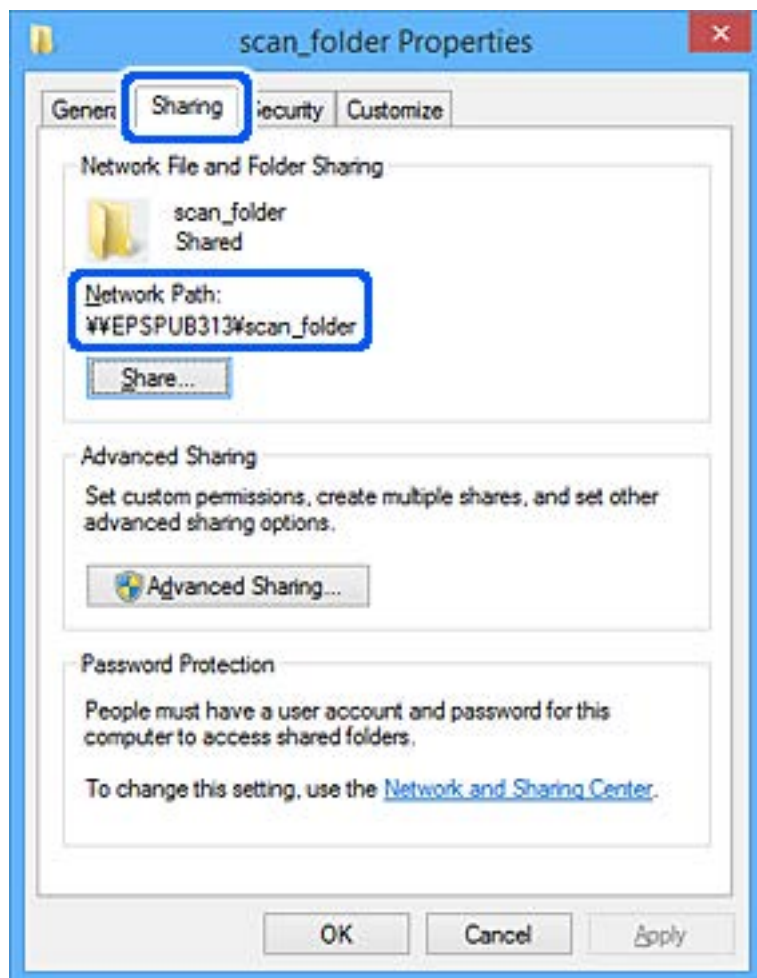 scan_folder Properties
General Sharing Security Customize
Network File and Folder Sharing
scan_folder
Shared
Network Path:
¥¥EPSPUB313¥scan_folder
Share...
Advanced Sharing
Set custom permissions, create multiple shares, and set other
advanced sharing options.
Advanced Sharing...
Password Protection
People must have a user account and password for this
computer to access shared folders.
To change this setting, use the Network and Sharing Center.
OK Cancel Apply